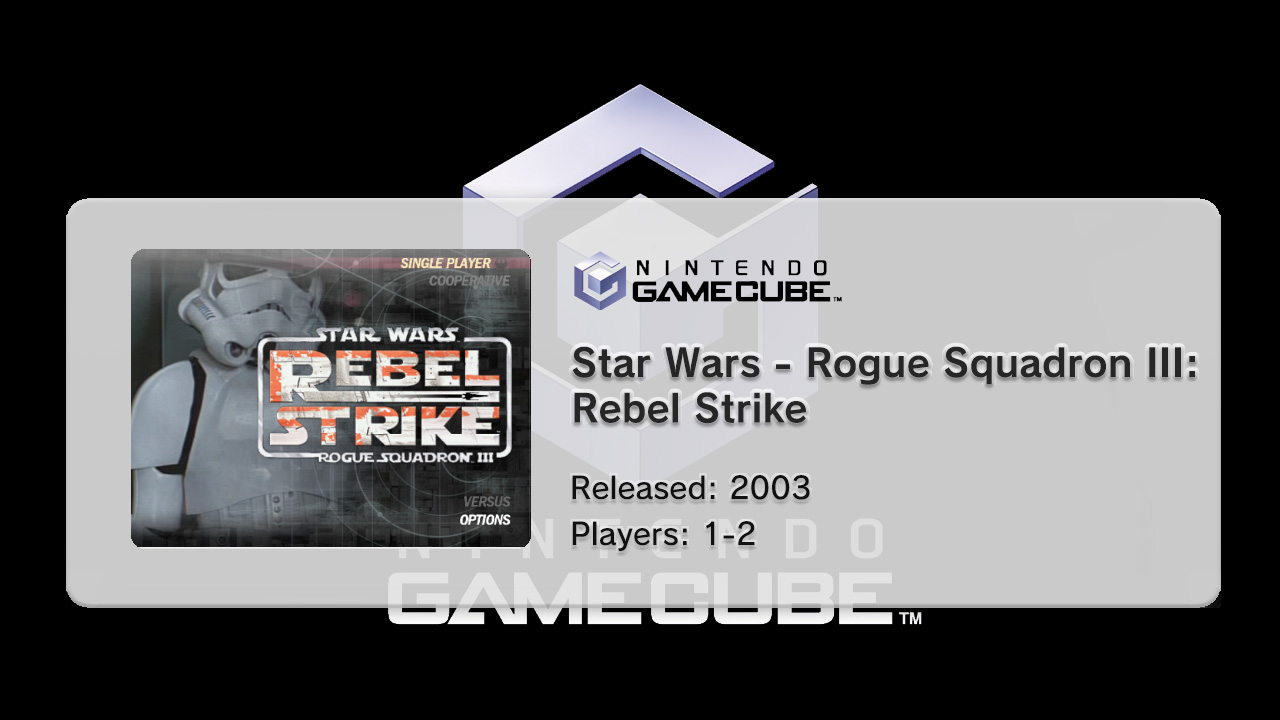 SINGLE PLAYER
COOPERATIVE
STAR WARS
REBEL
STRIKE
ROGUE SQUADRON III
VERSUS
OPTIONS
NINTENDO
GAMECUBE™
Star Wars - Rogue Squadron III:
Rebel Strike
Released: 2003
Players: 1-2
NINTENDO
GAMECUBE™